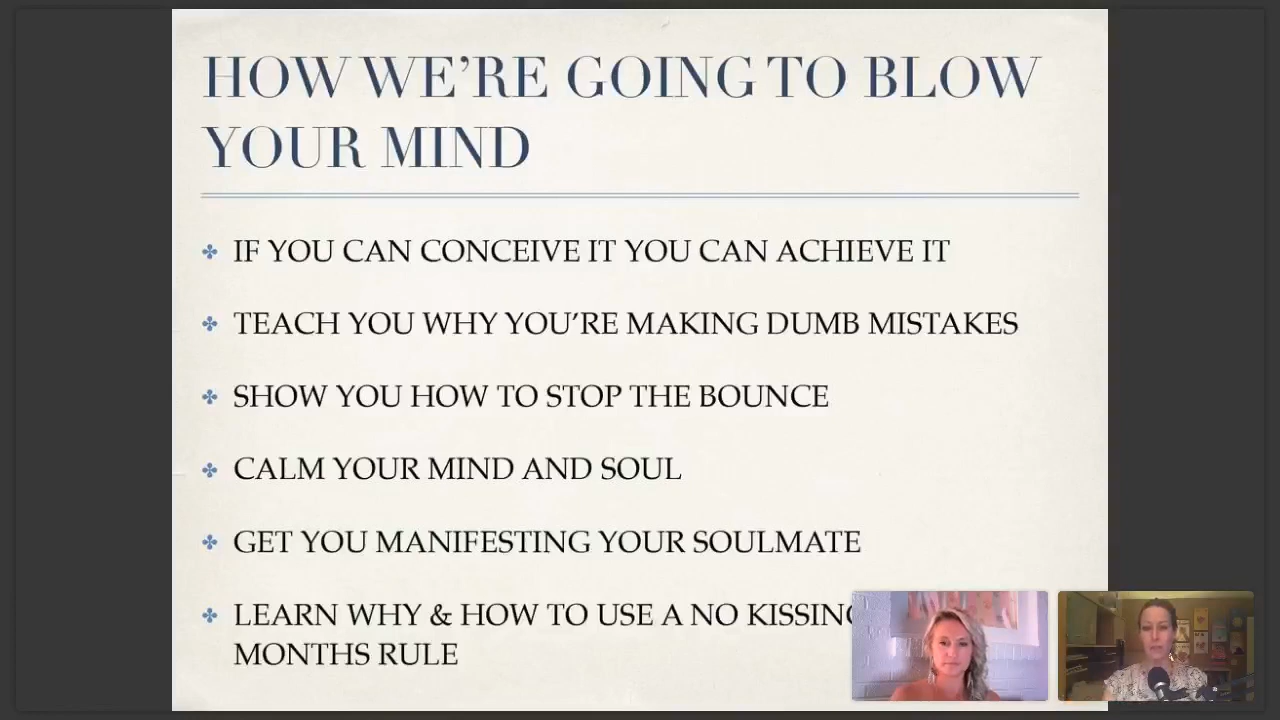 HOW WE’RE GOING TO BLOW
YOUR MIND
IF YOU CAN CONCEIVE IT YOU CAN ACHIEVE IT
TEACH YOU WHY YOU’RE MAKING DUMB MISTAKES
SHOW YOU HOW TO STOP THE BOUNCE
CALM YOUR MIND AND SOUL
GET YOU MANIFESTING YOUR SOULMATE
LEARN WHY & HOW TO USE A NO KISSING
MONTHS RULE